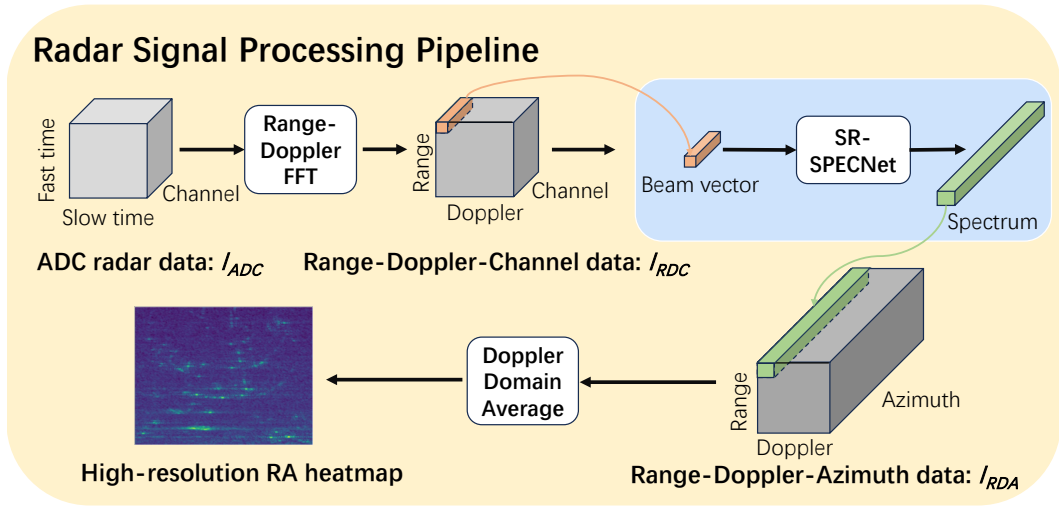 Radar Signal Processing Pipeline
Fast time
Slow time
Channel
Range-
Doppler
FFT
Range
Doppler
Channel
Beam vector
SR-
SPECNet
Spectrum
ADC radar data: I_ADC
Range-Doppler-Channel data: I_RDC
High-resolution RA heatmap
Doppler
Domain
Average
Range
Doppler
Azimuth
Range-Doppler-Azimuth data: I_RDA